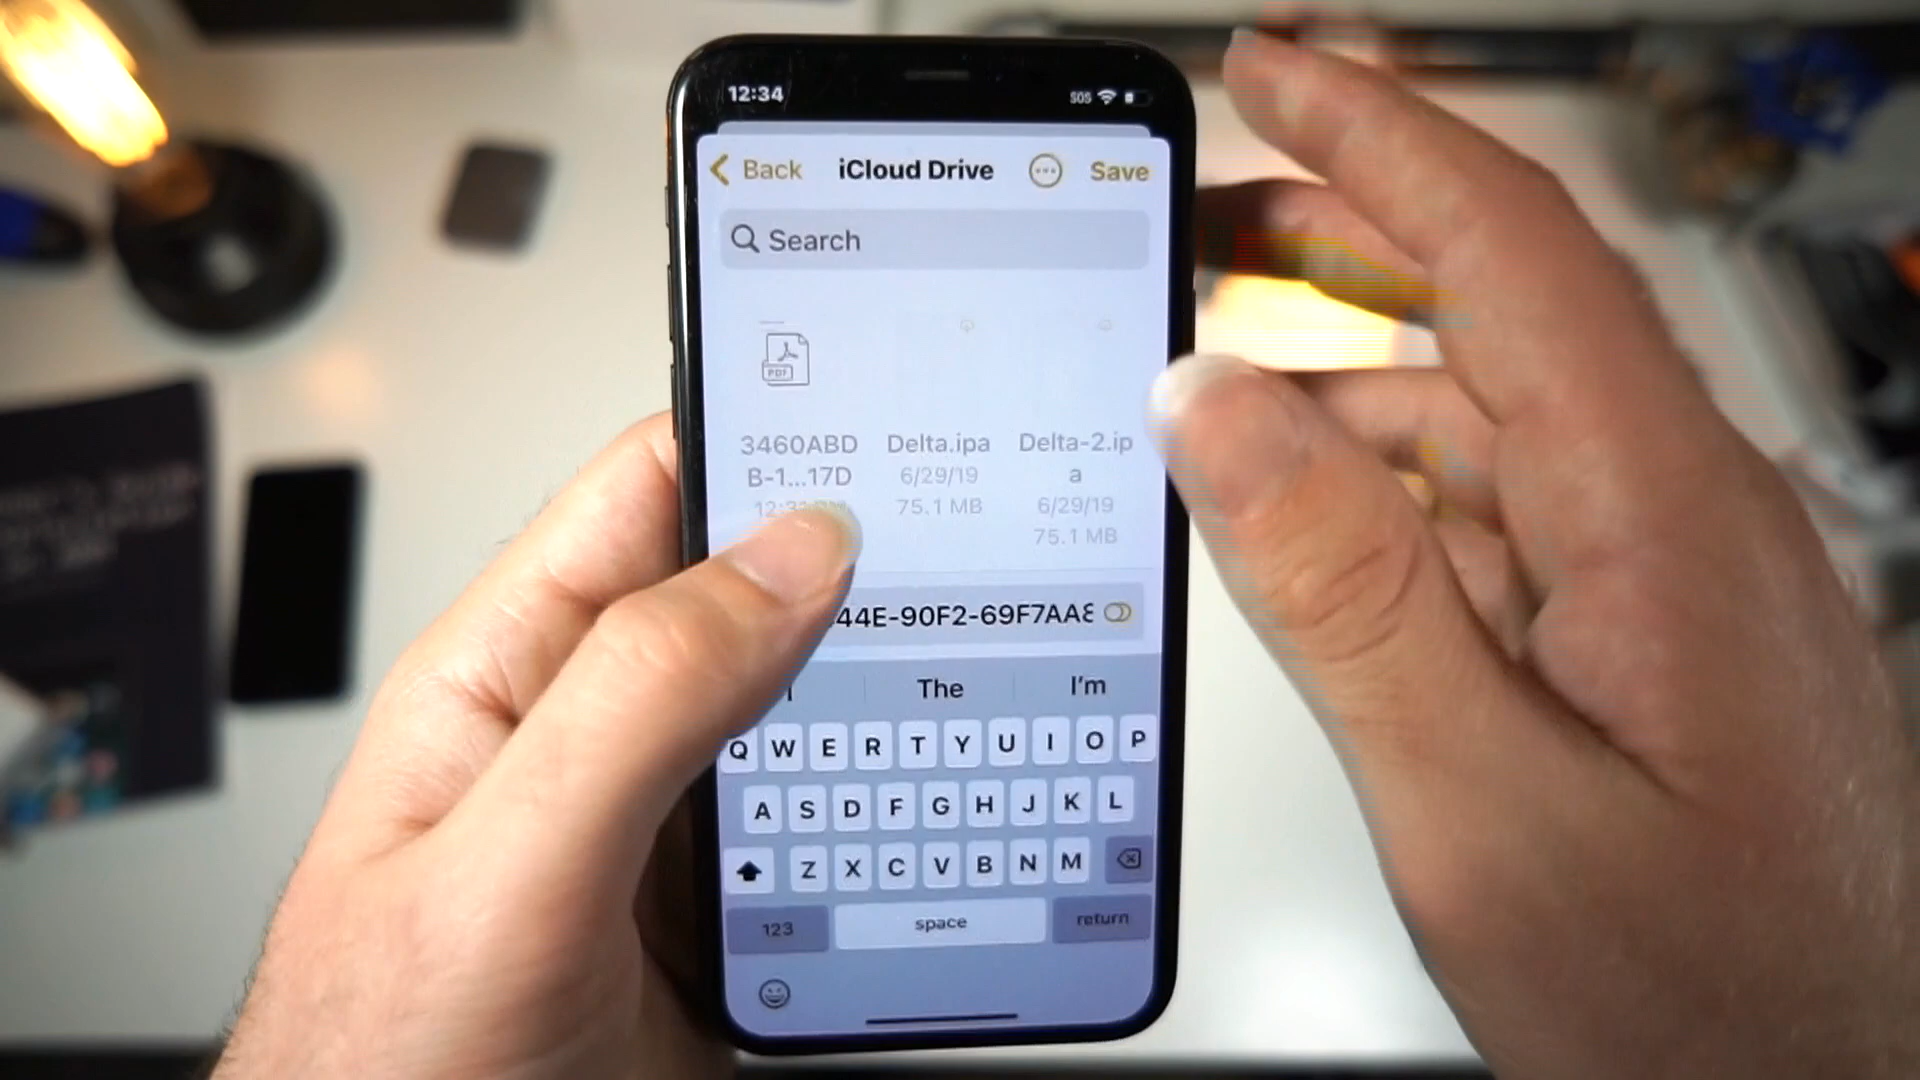 12:34
SOS
Back
iCloud Drive
Save
Search
PDF
3460ABD
B-1...17D
Delta.ipa
6/29/19
75.1 MB
Delta-2.ip
a
6/29/19
75.1 MB
44E-90F2-69F7AA8
The
I'm
Q W E R T Y U I O P
A S D F G H J K L
Z X C V B N M
123
space
return